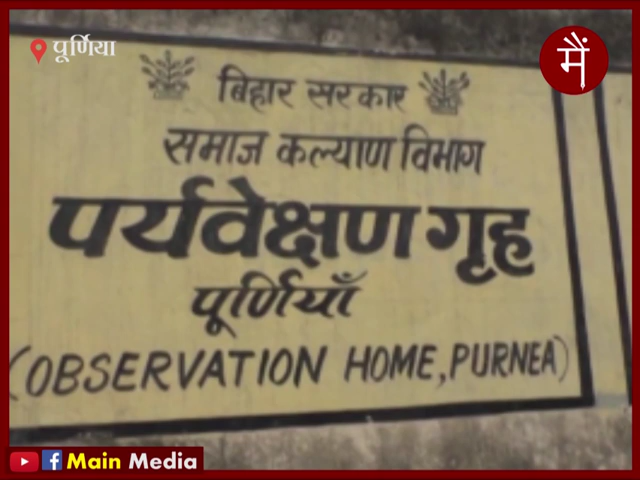 पूर्णिया
मैं
बिहार सरकार
समाज कल्याण विभाग
पर्यवेक्षण गृह
पूर्णियाँ
(OBSERVATION HOME, PURNEA)
Main Media